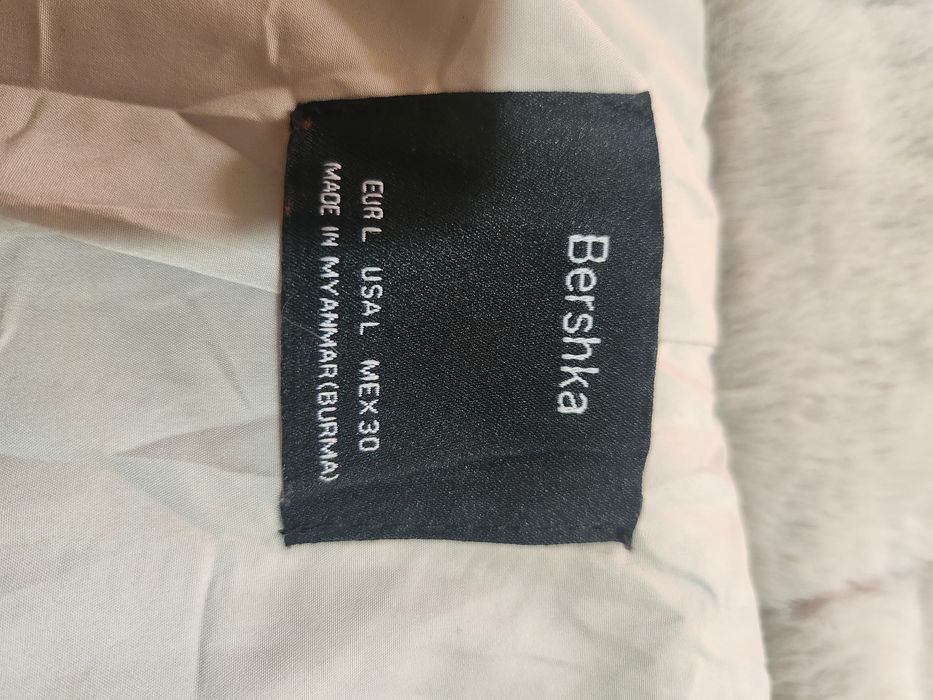 Bershka
EUR L USA L MEX 30
MADE IN MYANMAR(BURMA)